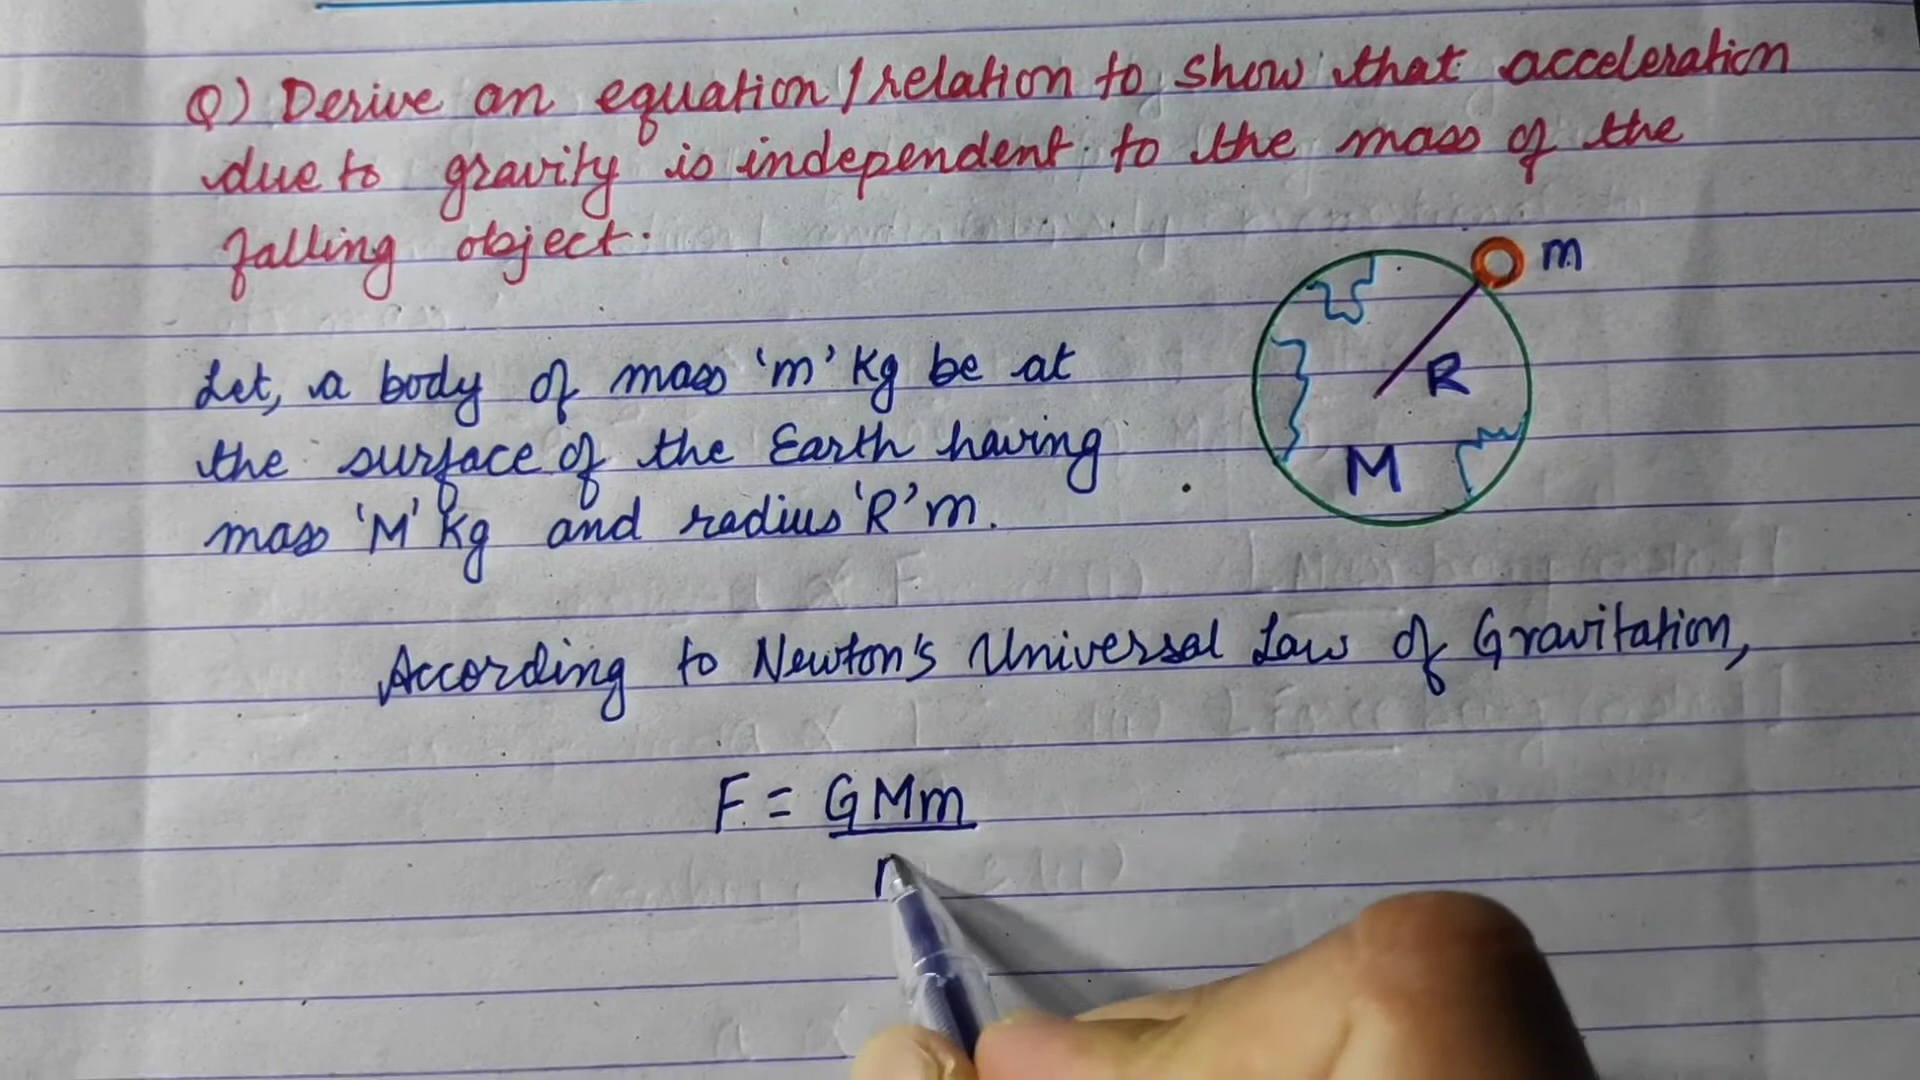 Q) Derive an equation/relation to show that acceleration
due to gravity is independent to the mass of the
falling object.
m
R
M
Let, a body of mass 'm' Kg be at
the surface of the Earth having
mass 'M' Kg and radius 'R' m.
According to Newton's Universal Law of Gravitation,
F = GMm